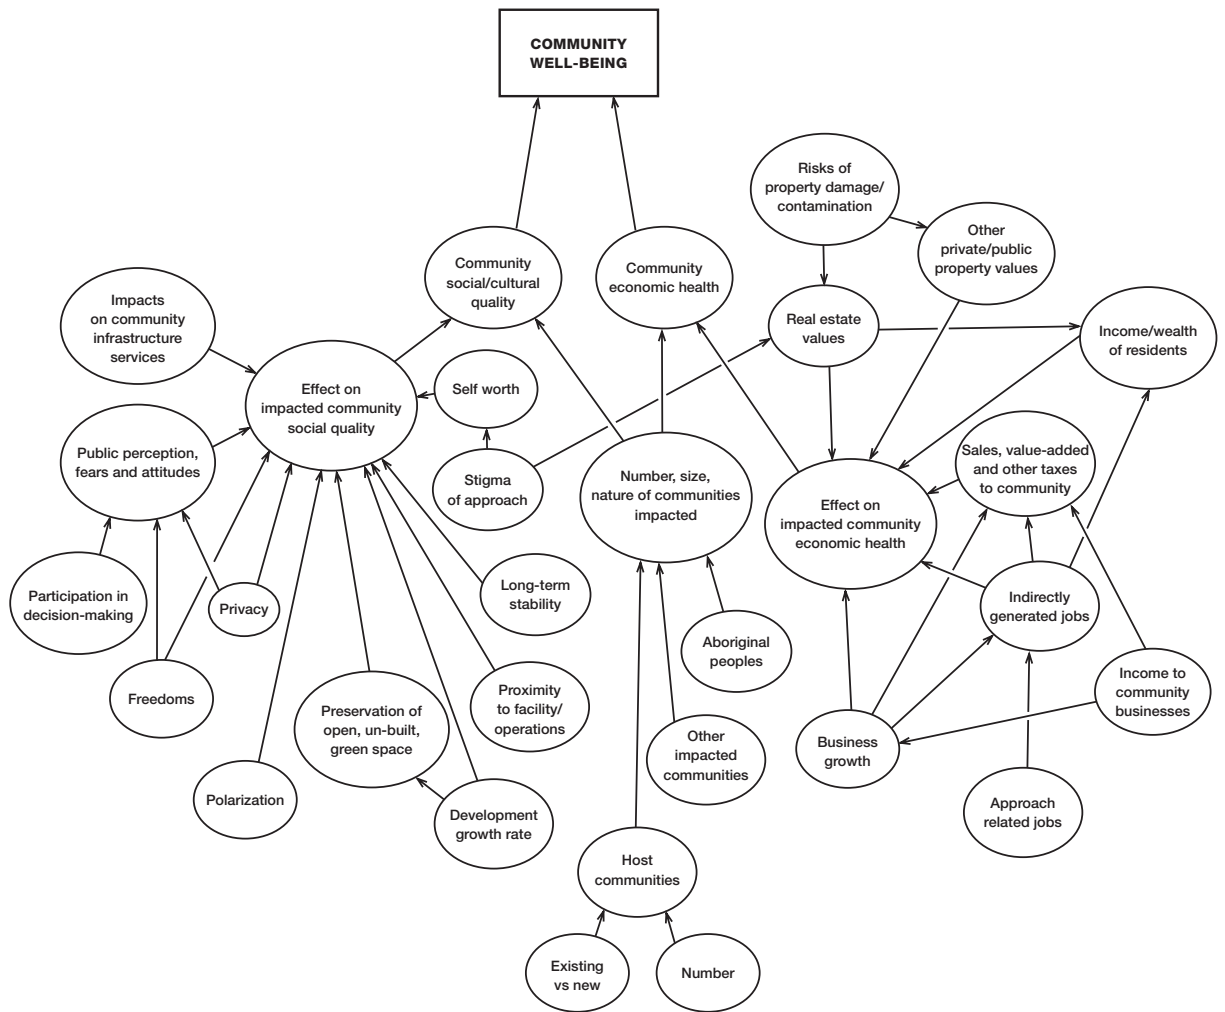 COMMUNITY
WELL-BEING
Risks of
property damage/
contamination
Other
private/public
property values
Community
social/cultural
quality
Community
economic health
Impacts
on community
infrastructure
services
Real estate
values
Income/wealth
of residents
Effect on
impacted community
social quality
Self worth
Public perception,
fears and attitudes
Stigma
of approach
Number, size,
nature of communities
impacted
Sales, value-added
and other taxes
to community
Effect on
impacted community
economic health
Participation in
decision-making
Privacy
Long-term
stability
Indirectly
generated jobs
Aboriginal
peoples
Freedoms
Preservation of
open, un-built,
green space
Proximity
to facility/
operations
Income to
community
businesses
Other
impacted
communities
Business
growth
Polarization
Development
growth rate
Approach
related jobs
Host
communities
Existing
vs new
Number